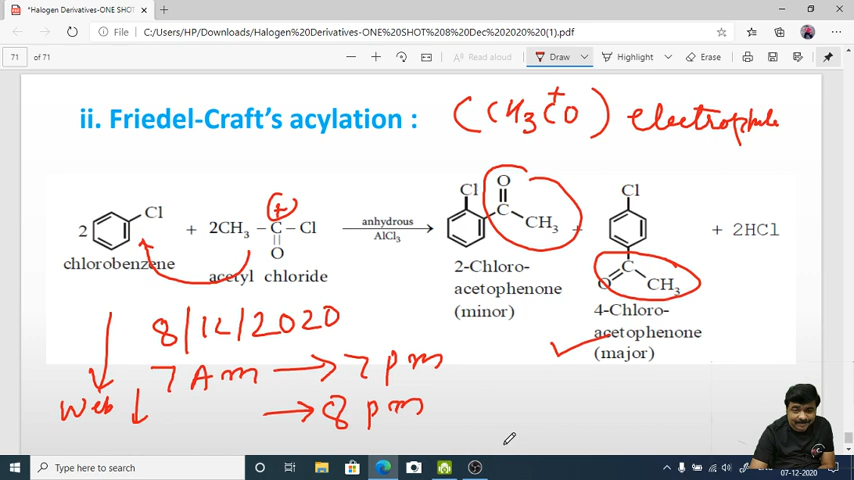 *Halogen Derivatives-ONE SHOT
File
C:/Users/HP/Downloads/Halogen%20Derivatives-ONE%20SHOT%208%20Dec%202020%20(1).pdf
71 of 71
Read aloud
Draw
Highlight
Erase
ii. Friedel-Craft's acylation : (CH3C+O) electrophile
2 Cl + 2CH3 – C – Cl anhydrous AlCl3 Cl O C CH3 + Cl C O CH3 + 2HCl
+
O
chlorobenzene acetyl chloride
2-Chloro-
acetophenone
(minor)
4-Chloro-
acetophenone
(major)
8/12/2020
7 Am → 7 pm
Web ↓ → 8 pm
Type here to search
07-12-2020